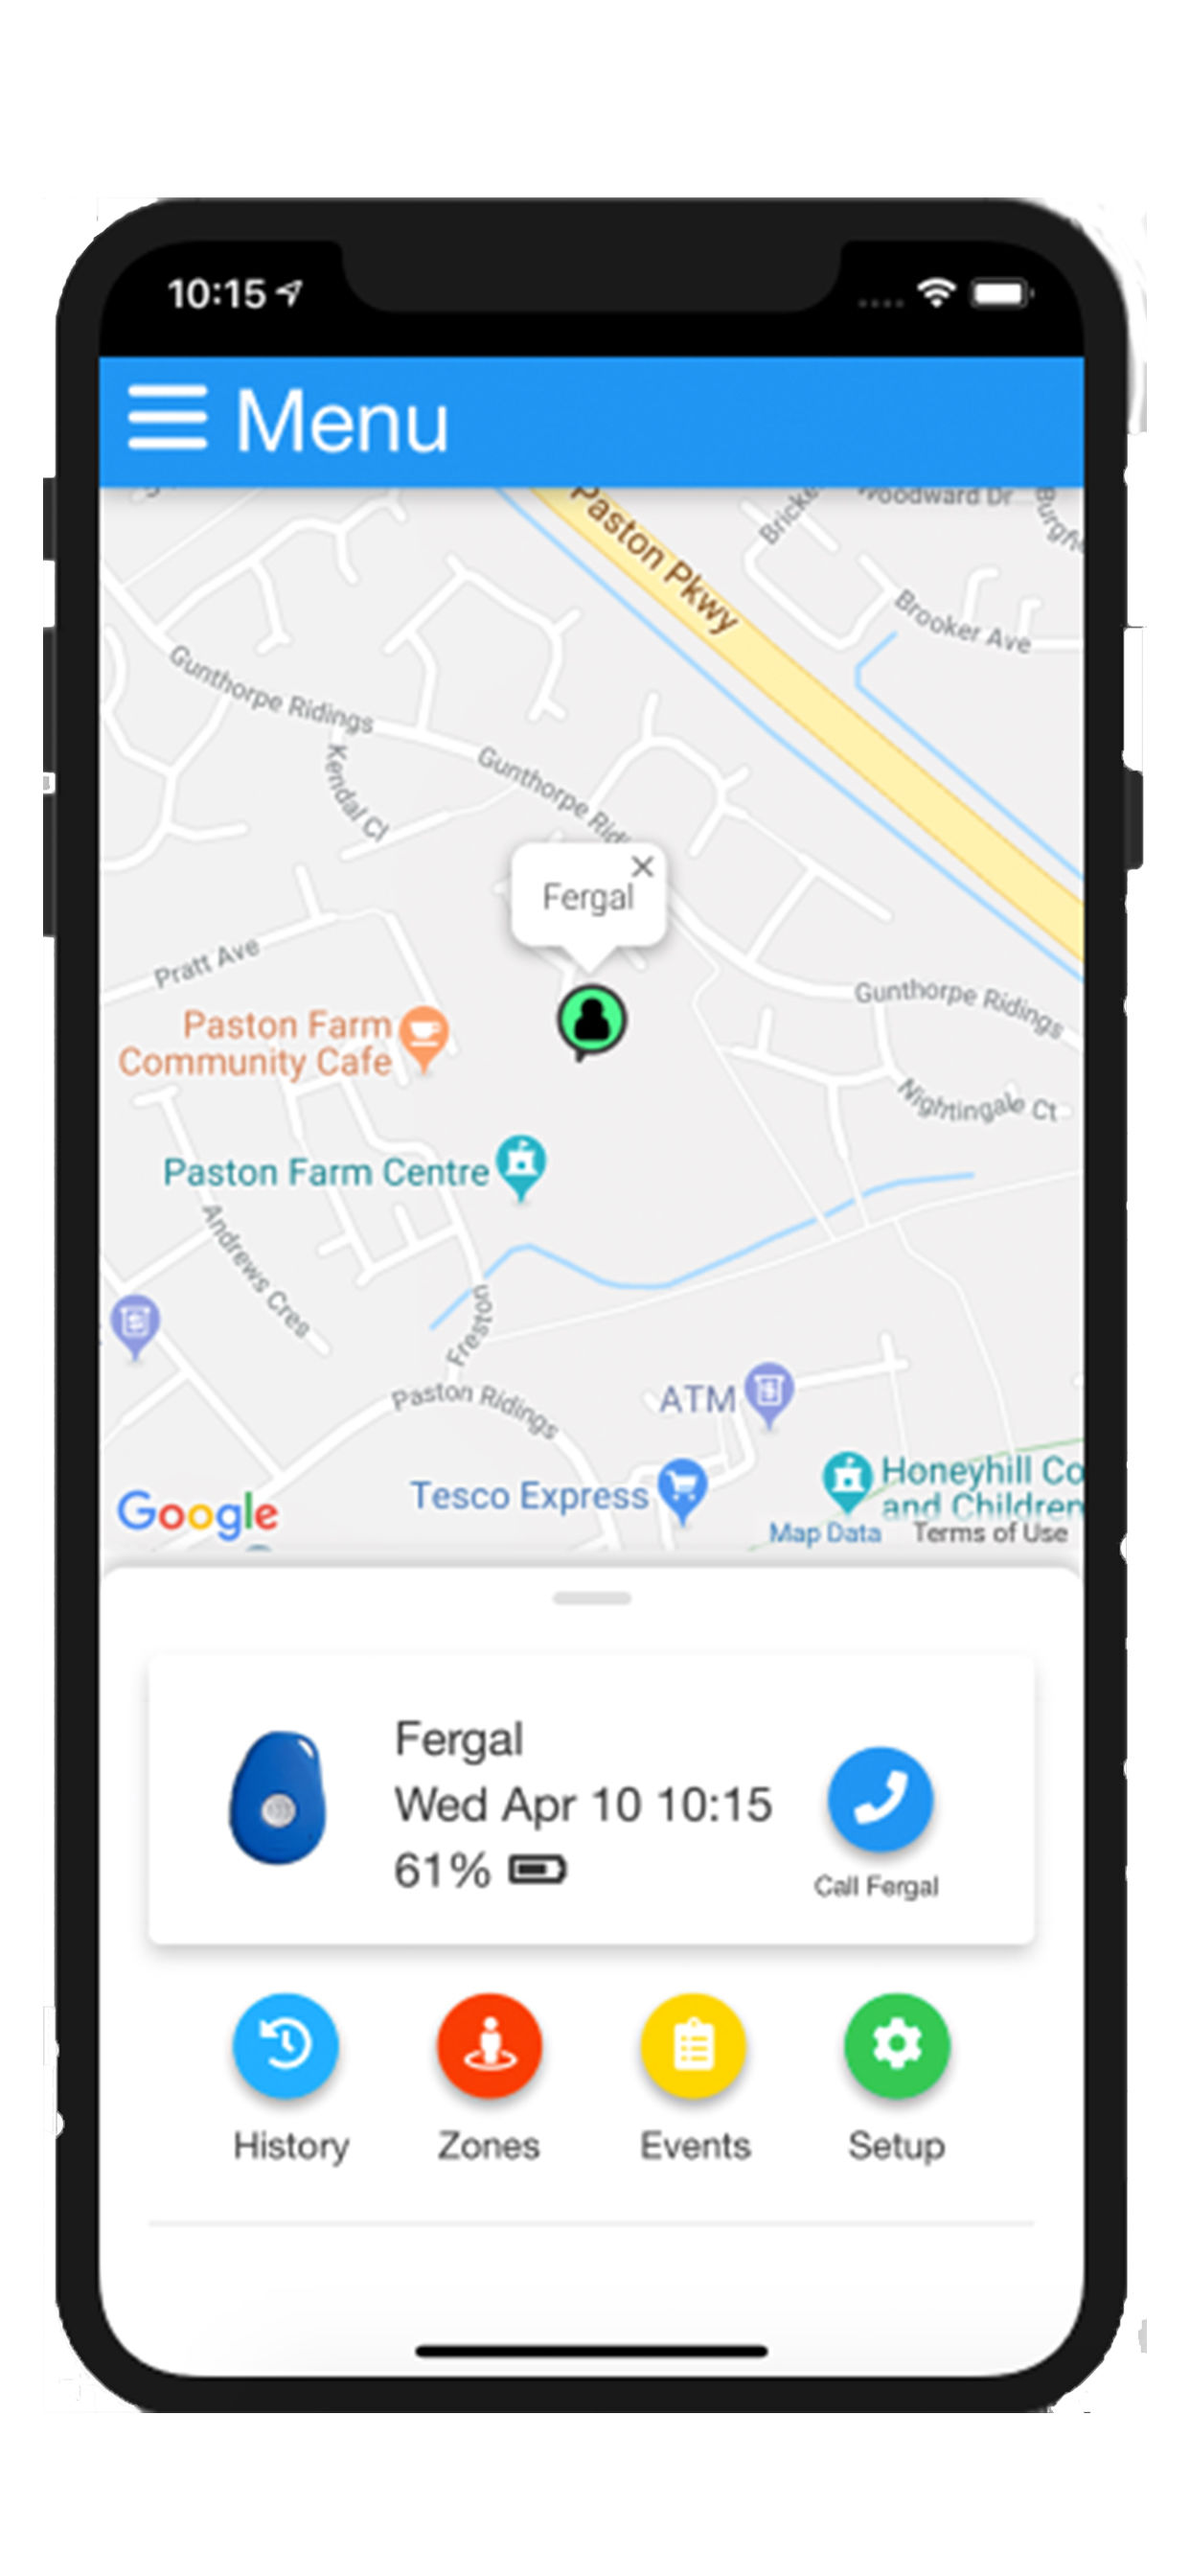 10:15
Menu
Paston Pkwy
Woodward Dr
Brooker Ave
Gunthorpe Ridings
Kendal Cl
Gunthorpe
Fergal
Pratt Ave
Gunthorpe Ridings
Paston Farm
Community Cafe
Nightingale Ct
Paston Farm Centre
Andrews Cres
Freston
Paston Ridings
ATM
Tesco Express
Honeyhill Co
and Children
Google
Map Data
Terms of Use
Fergal
Wed Apr 10 10:15
61%
Call Fergal
History
Zones
Events
Setup